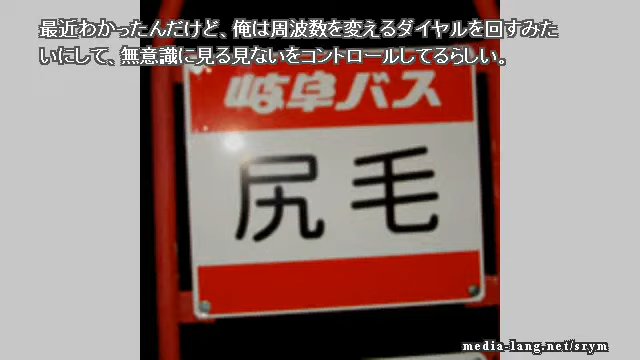 最近わかったんだけど、俺は周波数を変えるダイヤルを回すみた
いにして、無意識に見る見ないをコントロールしてるらしい。
岐阜バス
尻毛
media-lang.net/srym